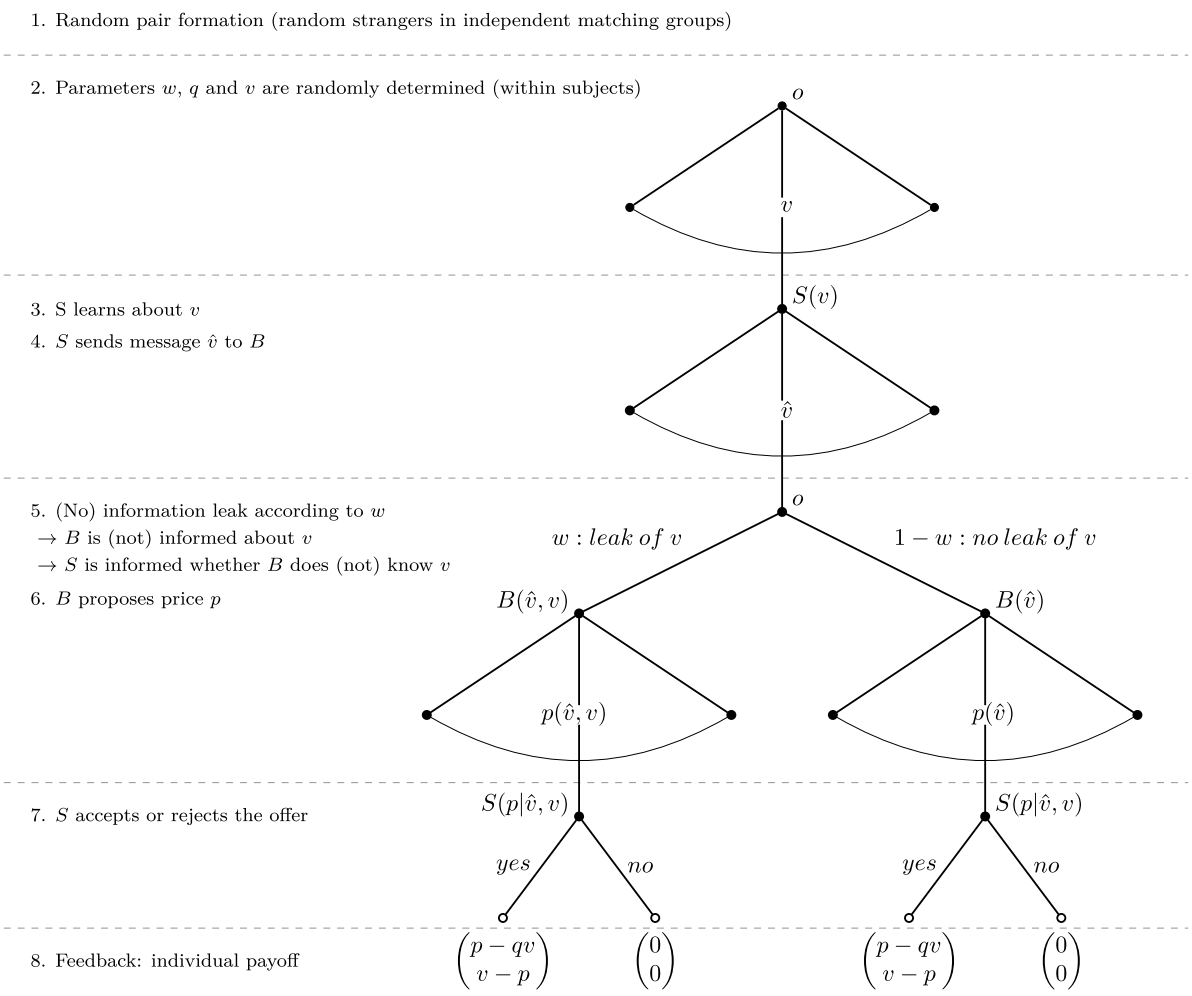 1. Random pair formation (random strangers in independent matching groups)
2. Parameters w, q and v are randomly determined (within subjects)
o
v
3. S learns about v
S(v)
4. S sends message v̂ to B
v̂
5. (No) information leak according to w
o
→ B is (not) informed about v
w : leak of v
1 − w : no leak of v
→ S is informed whether B does (not) know v
6. B proposes price p
B(v̂, v)
B(v̂)
p(v̂, v)
p(v̂)
7. S accepts or rejects the offer
S(p|v̂, v)
S(p|v̂, v)
yes
no
yes
no
8. Feedback: individual payoff
p − qv
v − p
0
0
p − qv
v − p
0
0